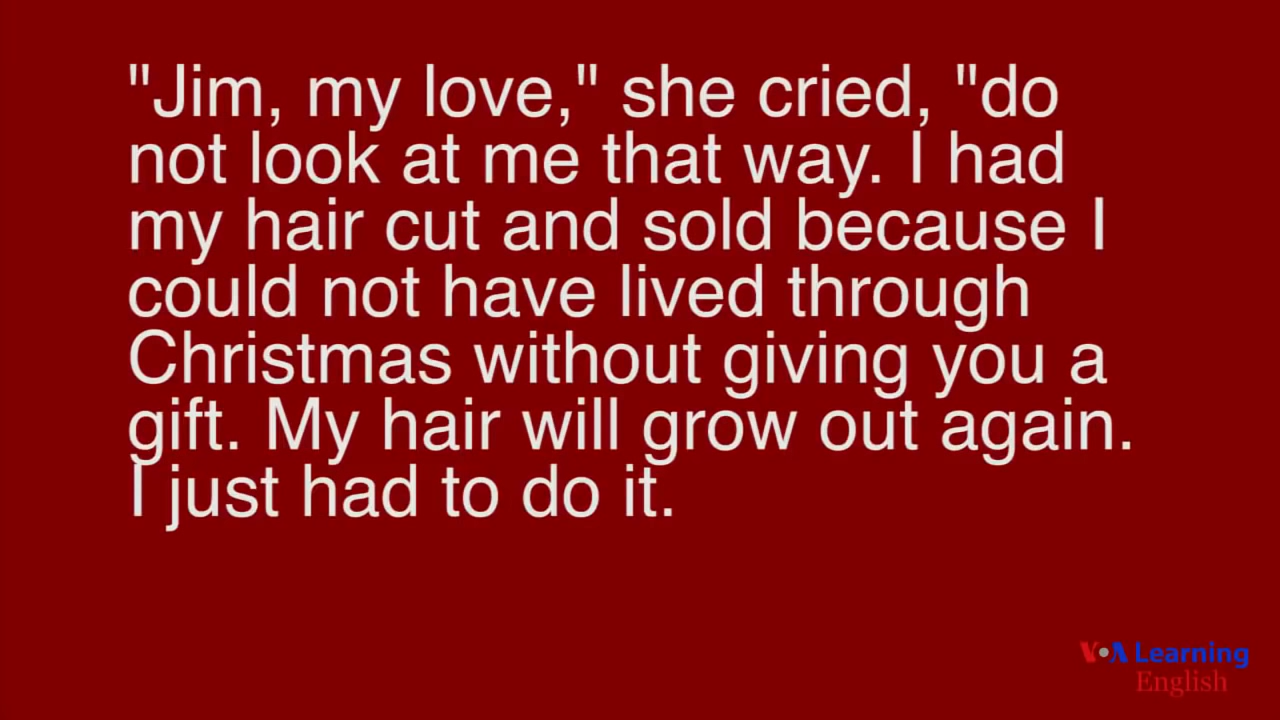 "Jim, my love," she cried, "do
not look at me that way. I had
my hair cut and sold because I
could not have lived through
Christmas without giving you a
gift. My hair will grow out again.
I just had to do it.
VOA Learning
English